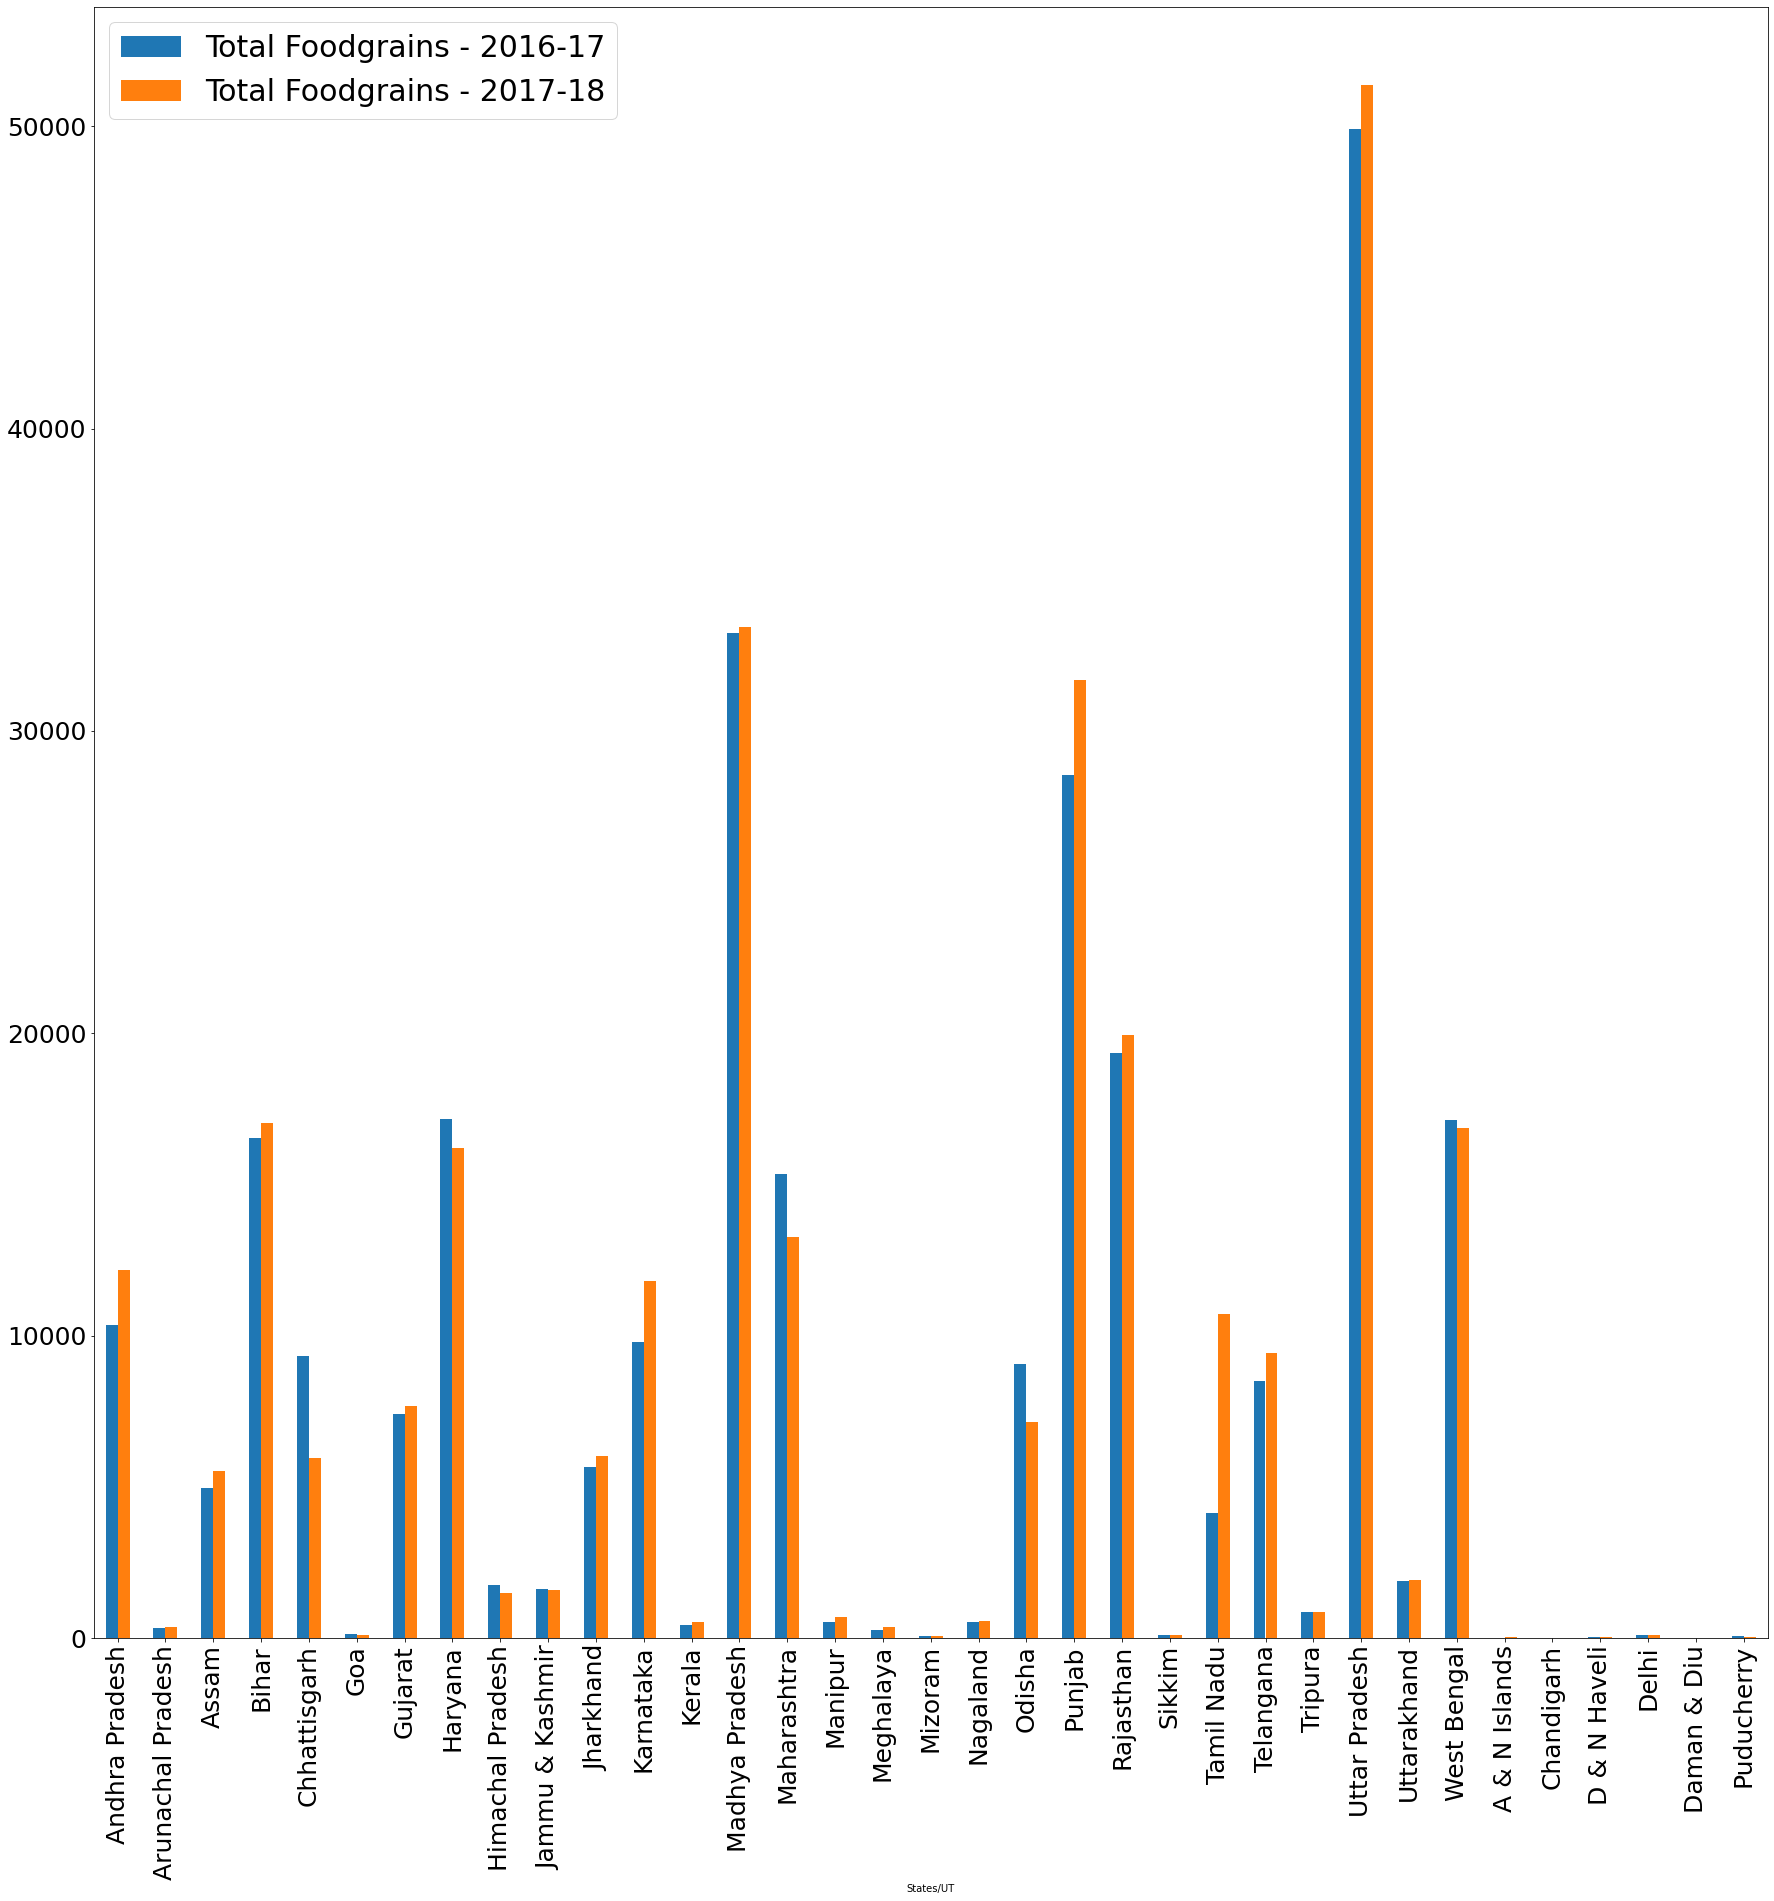 Total Foodgrains - 2016-17
Total Foodgrains - 2017-18
50000
40000
30000
20000
10000
0
Andhra Pradesh
Arunachal Pradesh
Assam
Bihar
Chhattisgarh
Goa
Gujarat
Haryana
Himachal Pradesh
Jammu & Kashmir
Jharkhand
Karnataka
Kerala
Madhya Pradesh
Maharashtra
Manipur
Meghalaya
Mizoram
Nagaland
Odisha
Punjab
Rajasthan
Sikkim
Tamil Nadu
Telangana
Tripura
Uttar Pradesh
Uttarakhand
West Bengal
A & N Islands
Chandigarh
D & N Haveli
Delhi
Daman & Diu
Puducherry
States/UT